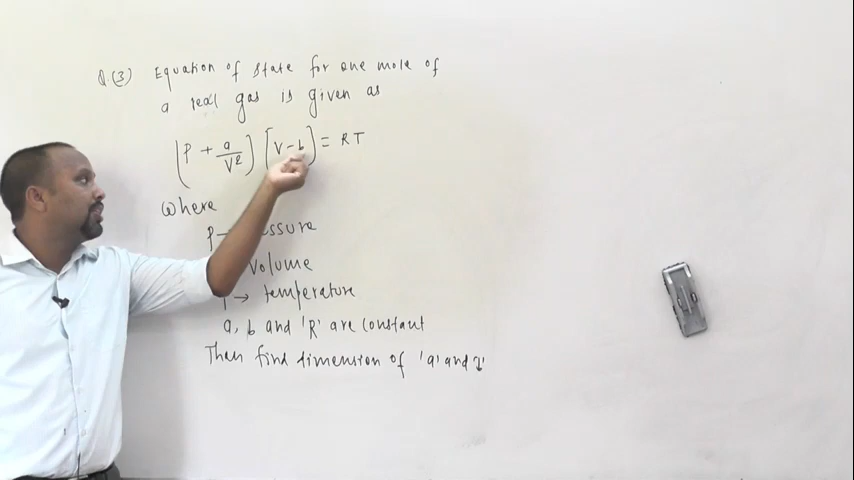 Q.(3) Equation of state for one mole of
a real gas is given as
(P + a/V²) [V - b] = RT
where
ssure
volume
→ temperature
a, b and 'R' are constant
Then find dimension of 'a' and 'b'